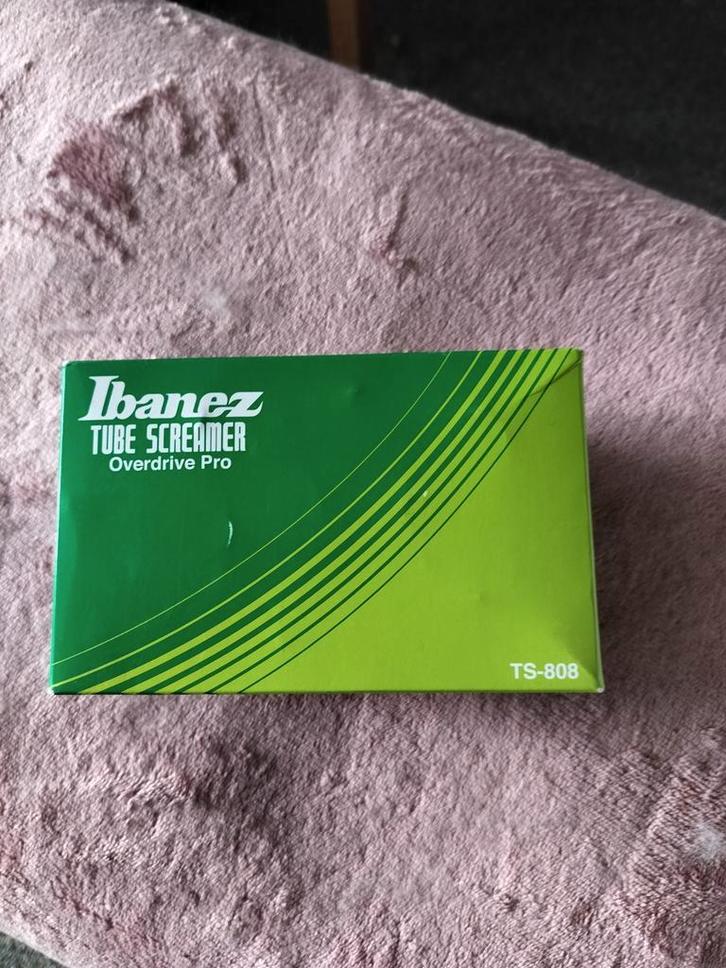 Ibanez
TUBE SCREAMER
Overdrive Pro
TS-808